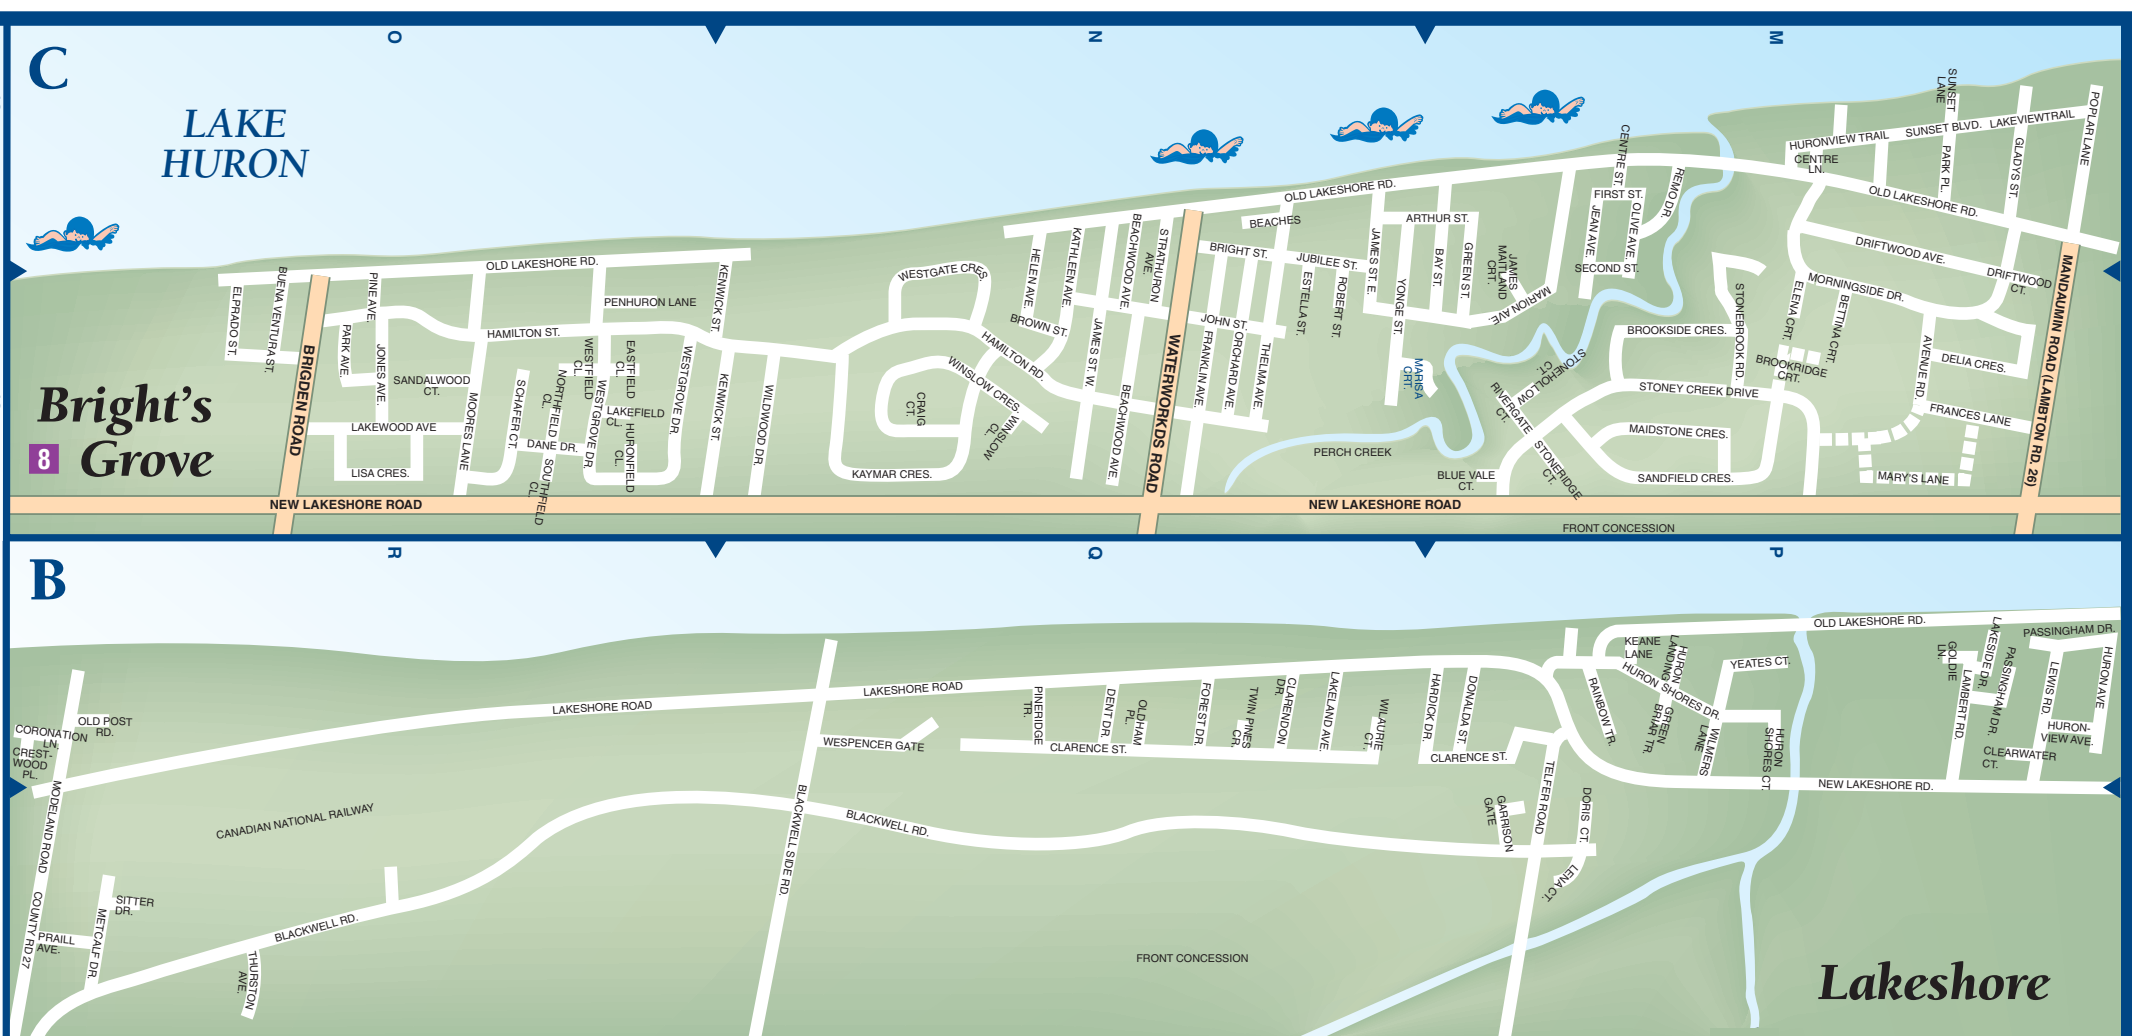 O
N
M
C
LAKE
HURON
SUNSET
LANE
POPLAR LANE
HURONVIEW TRAIL
SUNSET BLVD.
LAKEVIEWTRAIL
CENTRE
LN.
PARK PL.
GLADYS ST.
OLD LAKESHORE RD.
CENTRE ST.
REMO DR.
FIRST ST.
JEAN AVE.
OLIVE AVE.
SECOND ST.
OLD LAKESHORE RD.
BEACHES
ARTHUR ST.
BRIGHT ST.
JUBILEE ST.
JAMES ST. E.
YONGE ST.
BAY ST.
GREEN ST.
JAMES
MAITLAND
CRT.
MARION AVE.
ESTELLA ST.
ROBERT ST.
JOHN ST.
FRANKLIN AVE.
ORCHARD AVE.
THELMA AVE.
MARISA
CRT.
DRIFTWOOD AVE.
DRIFTWOOD
CT.
MORNINGSIDE DR.
STONEBROOK RD.
ELENA CRT.
BETTINA CRT.
BROOKSIDE CRES.
BROOKRIDGE
CRT.
AVENUE RD.
DELIA CRES.
FRANCES LANE
STONEY CREEK DRIVE
MAIDSTONE CRES.
SANDFIELD CRES.
MARY'S LANE
MANDAUMIN ROAD (LAMBTON RD. 26)
STONEHOLLOW
CT.
RIVERGATE
CT.
STONERIDGE
CT.
BLUE VALE
CT.
PERCH CREEK
WATERWORKS ROAD
STRATHURON
AVE.
BEACHWOOD AVE.
KATHLEEN AVE.
HELEN AVE.
BROWN ST.
JAMES ST. W.
BEACHWOOD AVE.
HAMILTON RD.
WESTGATE CRES.
WINSLOW CRES.
WINSLOW
CL.
CRAIG
CT.
KAYMAR CRES.
OLD LAKESHORE RD.
KENWICK ST.
PENHURON LANE
HAMILTON ST.
ELPRADO ST.
BUENA VENTURA ST.
PINE AVE.
PARK AVE.
JONES AVE.
SANDALWOOD
CT.
LAKEWOOD AVE
LISA CRES.
MOORES LANE
SCHAFER CT.
NORTHFIELD
CL.
WESTFIELD
CL.
EASTFIELD
CL.
WESTGROVE DR.
LAKEFIELD
CL.
HURONFIELD
CL.
DANE DR.
SOUTHFIELD
CL.
WESTGROVE DR.
KENWICK ST.
WILDWOOD DR.
BRIGDEN ROAD
Bright's
8 Grove
NEW LAKESHORE ROAD
NEW LAKESHORE ROAD
FRONT CONCESSION
R
Q
P
B
OLD LAKESHORE RD.
PASSINGHAM DR.
KEANE
LANE
HURON
LANDING
HURON SHORES DR.
YEATES CT.
RAINBOW TR.
GREEN
BRIAR TR.
WILMERS
LANE
HURON
SHORES CT.
GOLDIE
LN.
LAKESIDE DR.
LAMBERT RD.
PASSINGHAM DR.
LEWIS RD.
HURON AVE
HURON-
VIEW AVE.
CLEARWATER
CT.
NEW LAKESHORE RD.
LAKESHORE ROAD
LAKESHORE ROAD
PINERIDGE
TR.
DENT DR.
OLDHAM
PL.
FOREST DR.
TWIN PINES
CR.
CLARENDON
DR.
LAKELAND AVE.
WILAURIE
CT.
HARDICK DR.
DONALDA ST.
CLARENCE ST.
CLARENCE ST.
WESPENCER GATE
OLD POST
RD.
CORONATION
LN.
CREST-
WOOD
PL.
MODELAND ROAD
COUNTY RD 27
CANADIAN NATIONAL RAILWAY
BLACKWELL SIDE RD.
BLACKWELL RD.
TELFER ROAD
GARRISON
GATE
DORIS CT.
LENA CT.
SITTER
DR.
METCALF DR.
PRAILL
AVE.
BLACKWELL RD.
THURSTON
AVE.
FRONT CONCESSION
Lakeshore